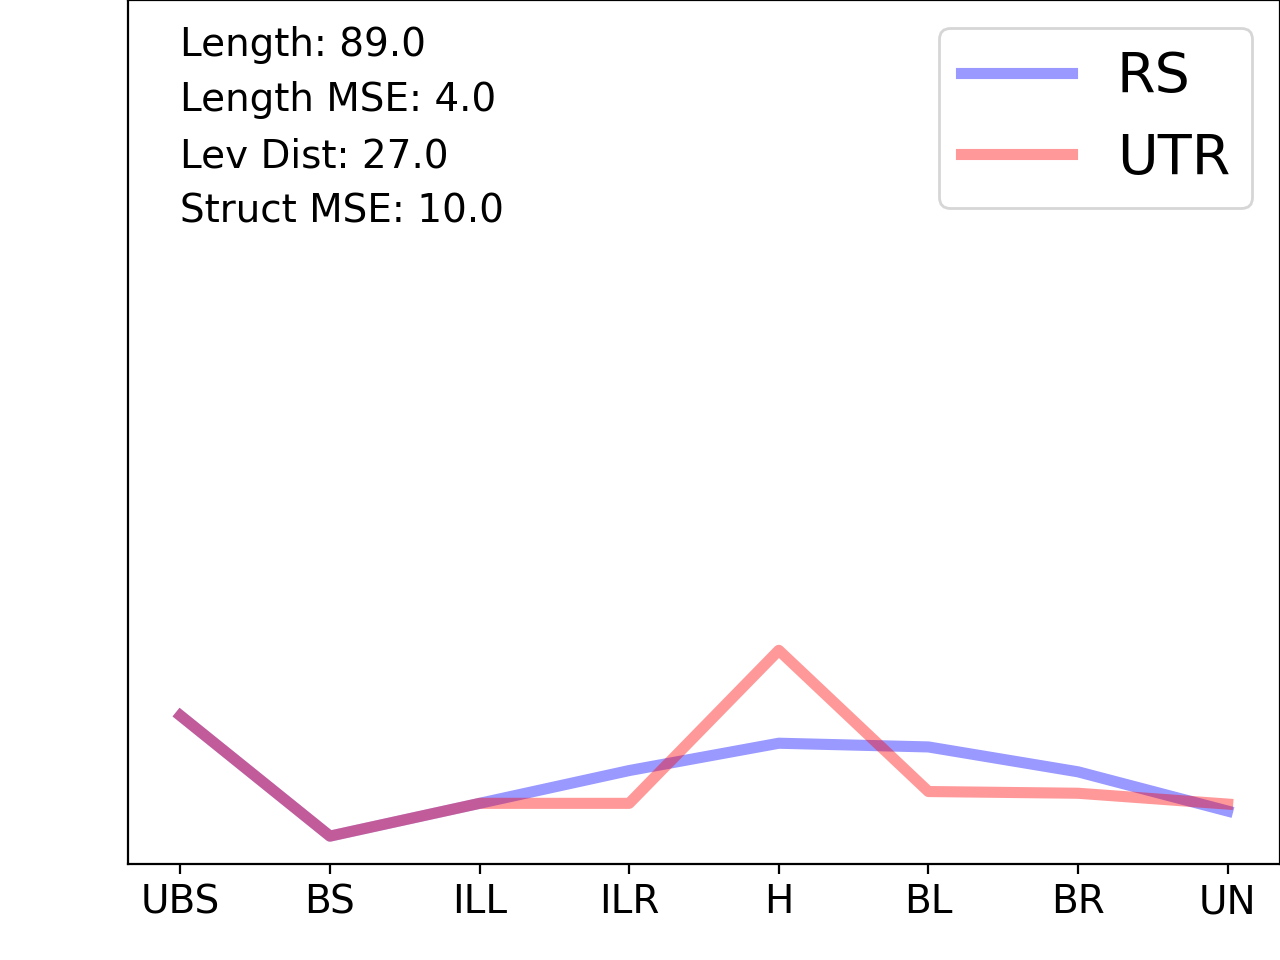 Length: 89.0
Length MSE: 4.0
Lev Dist: 27.0
Struct MSE: 10.0
RS
UTR
UBS BS ILL ILR H BL BR UN